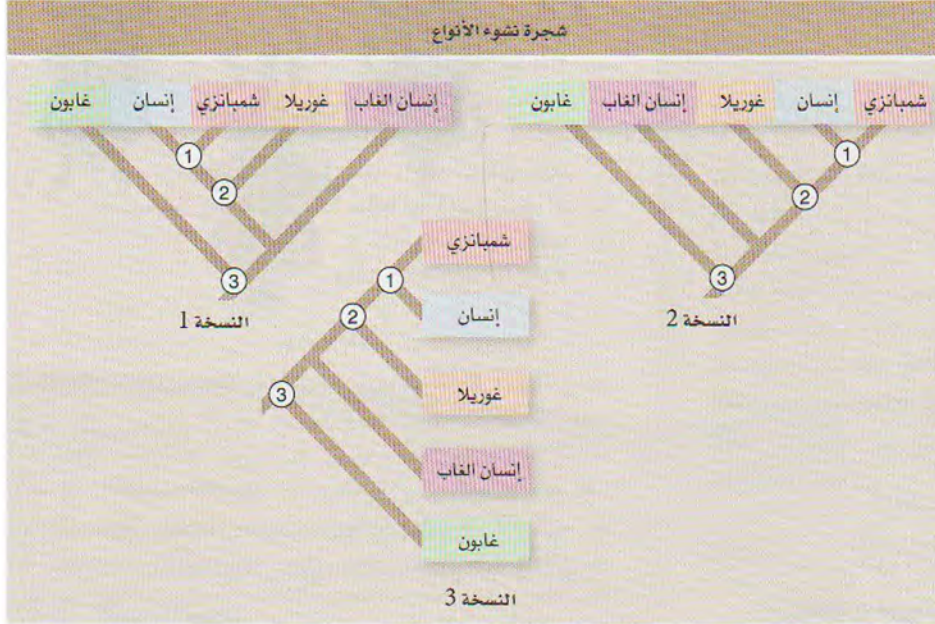 شجرة نشوء الأنواع
غابون إنسان شمبانزي غوريلا إنسان الغاب
1
2
3
النسخة 1
غابون إنسان الغاب غوريلا إنسان شمبانزي
1
2
3
النسخة 2
شمبانزي
1
إنسان
2
غوريلا
3
إنسان الغاب
غابون
النسخة 3